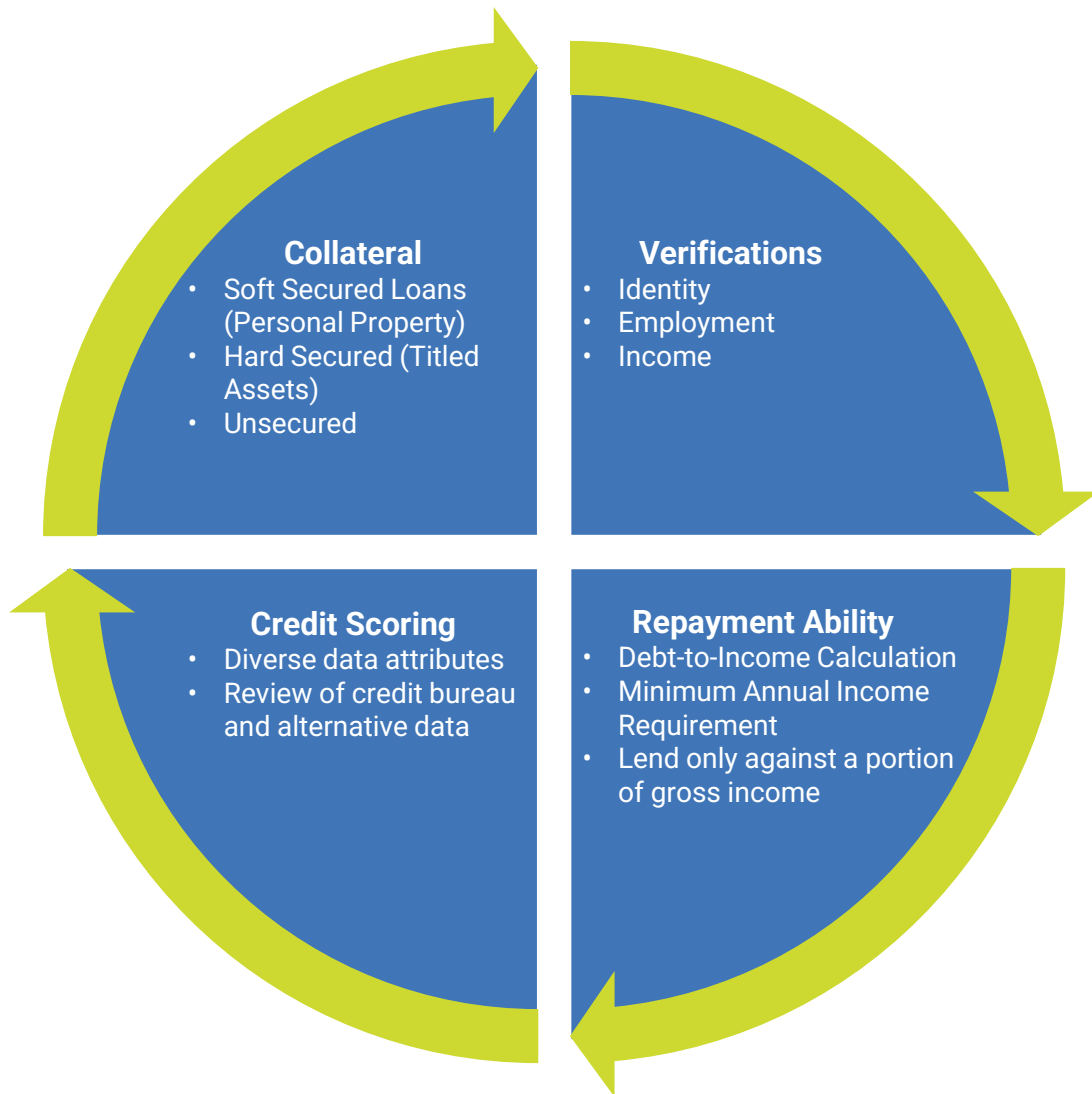 Collateral
• Soft Secured Loans
(Personal Property)
• Hard Secured (Titled
Assets)
• Unsecured
Verifications
• Identity
• Employment
• Income
Credit Scoring
• Diverse data attributes
• Review of credit bureau
and alternative data
Repayment Ability
• Debt-to-Income Calculation
• Minimum Annual Income
Requirement
• Lend only against a portion
of gross income